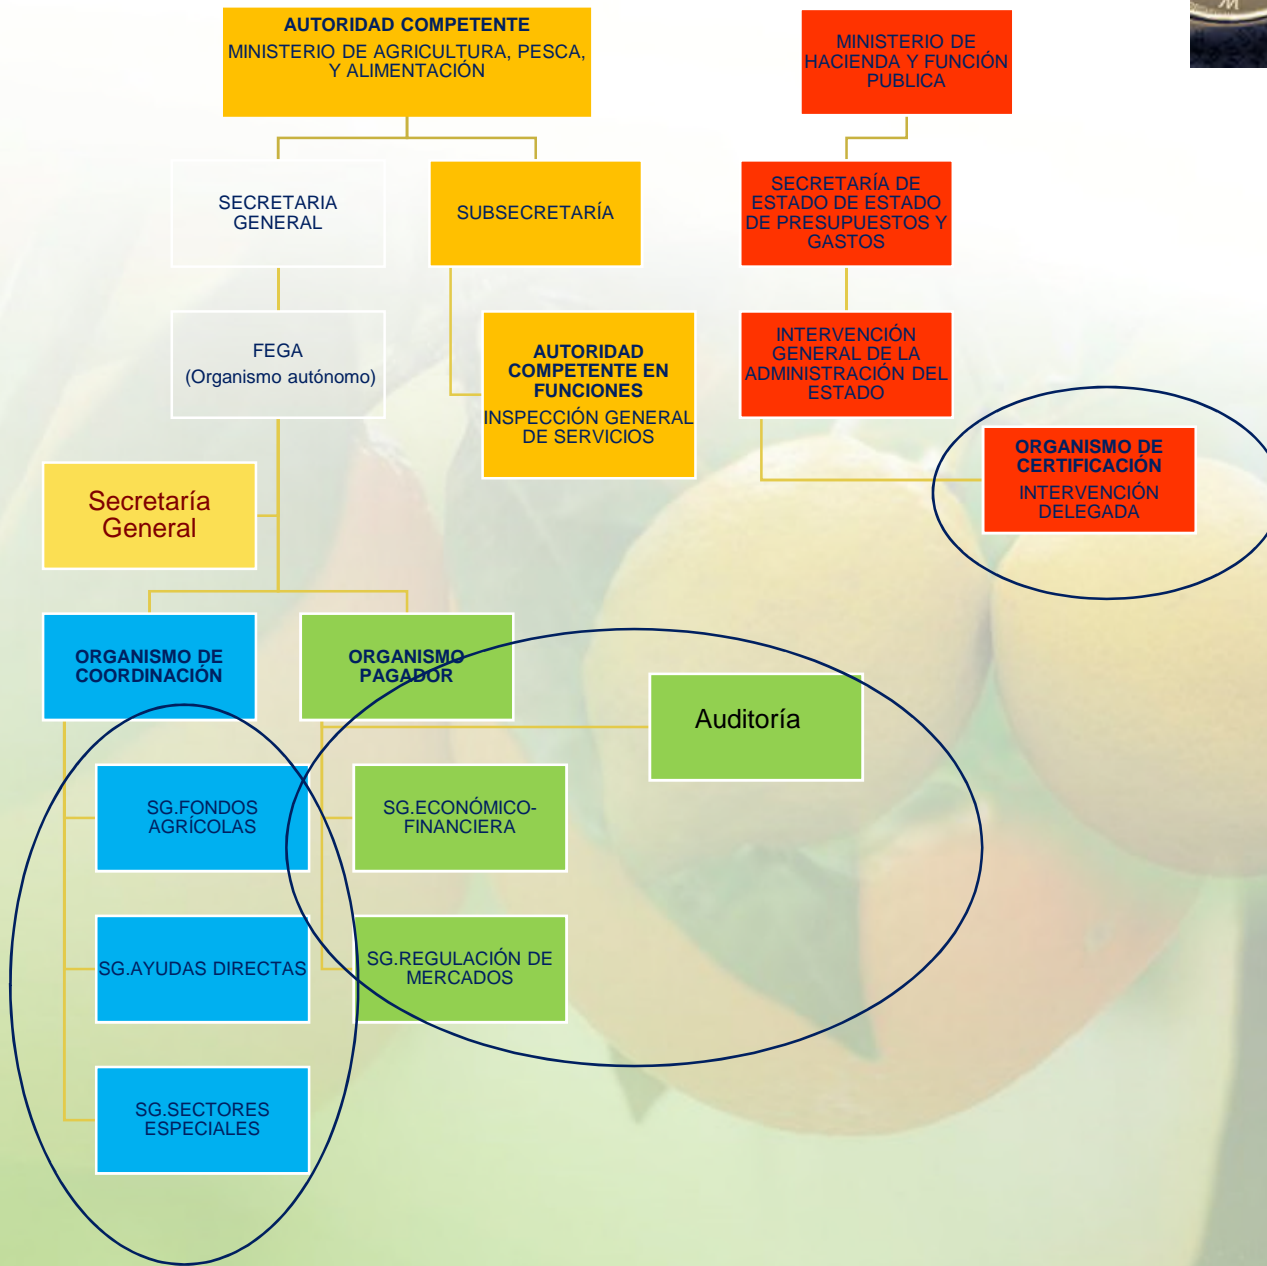 AUTORIDAD COMPETENTE
MINISTERIO DE AGRICULTURA, PESCA,
Y ALIMENTACIÓN
MINISTERIO DE
HACIENDA Y FUNCIÓN
PUBLICA
SECRETARIA
GENERAL
SUBSECRETARÍA
SECRETARÍA DE
ESTADO DE ESTADO
DE PRESUPUESTOS Y
GASTOS
FEGA
(Organismo autónomo)
AUTORIDAD
COMPETENTE EN
FUNCIONES
INSPECCIÓN GENERAL
DE SERVICIOS
INTERVENCIÓN
GENERAL DE LA
ADMINISTRACIÓN DEL
ESTADO
ORGANISMO DE
CERTIFICACIÓN
INTERVENCIÓN
DELEGADA
Secretaría
General
ORGANISMO DE
COORDINACIÓN
ORGANISMO
PAGADOR
Auditoría
SG.FONDOS
AGRÍCOLAS
SG.ECONÓMICO-
FINANCIERA
SG.AYUDAS DIRECTAS
SG.REGULACIÓN DE
MERCADOS
SG.SECTORES
ESPECIALES